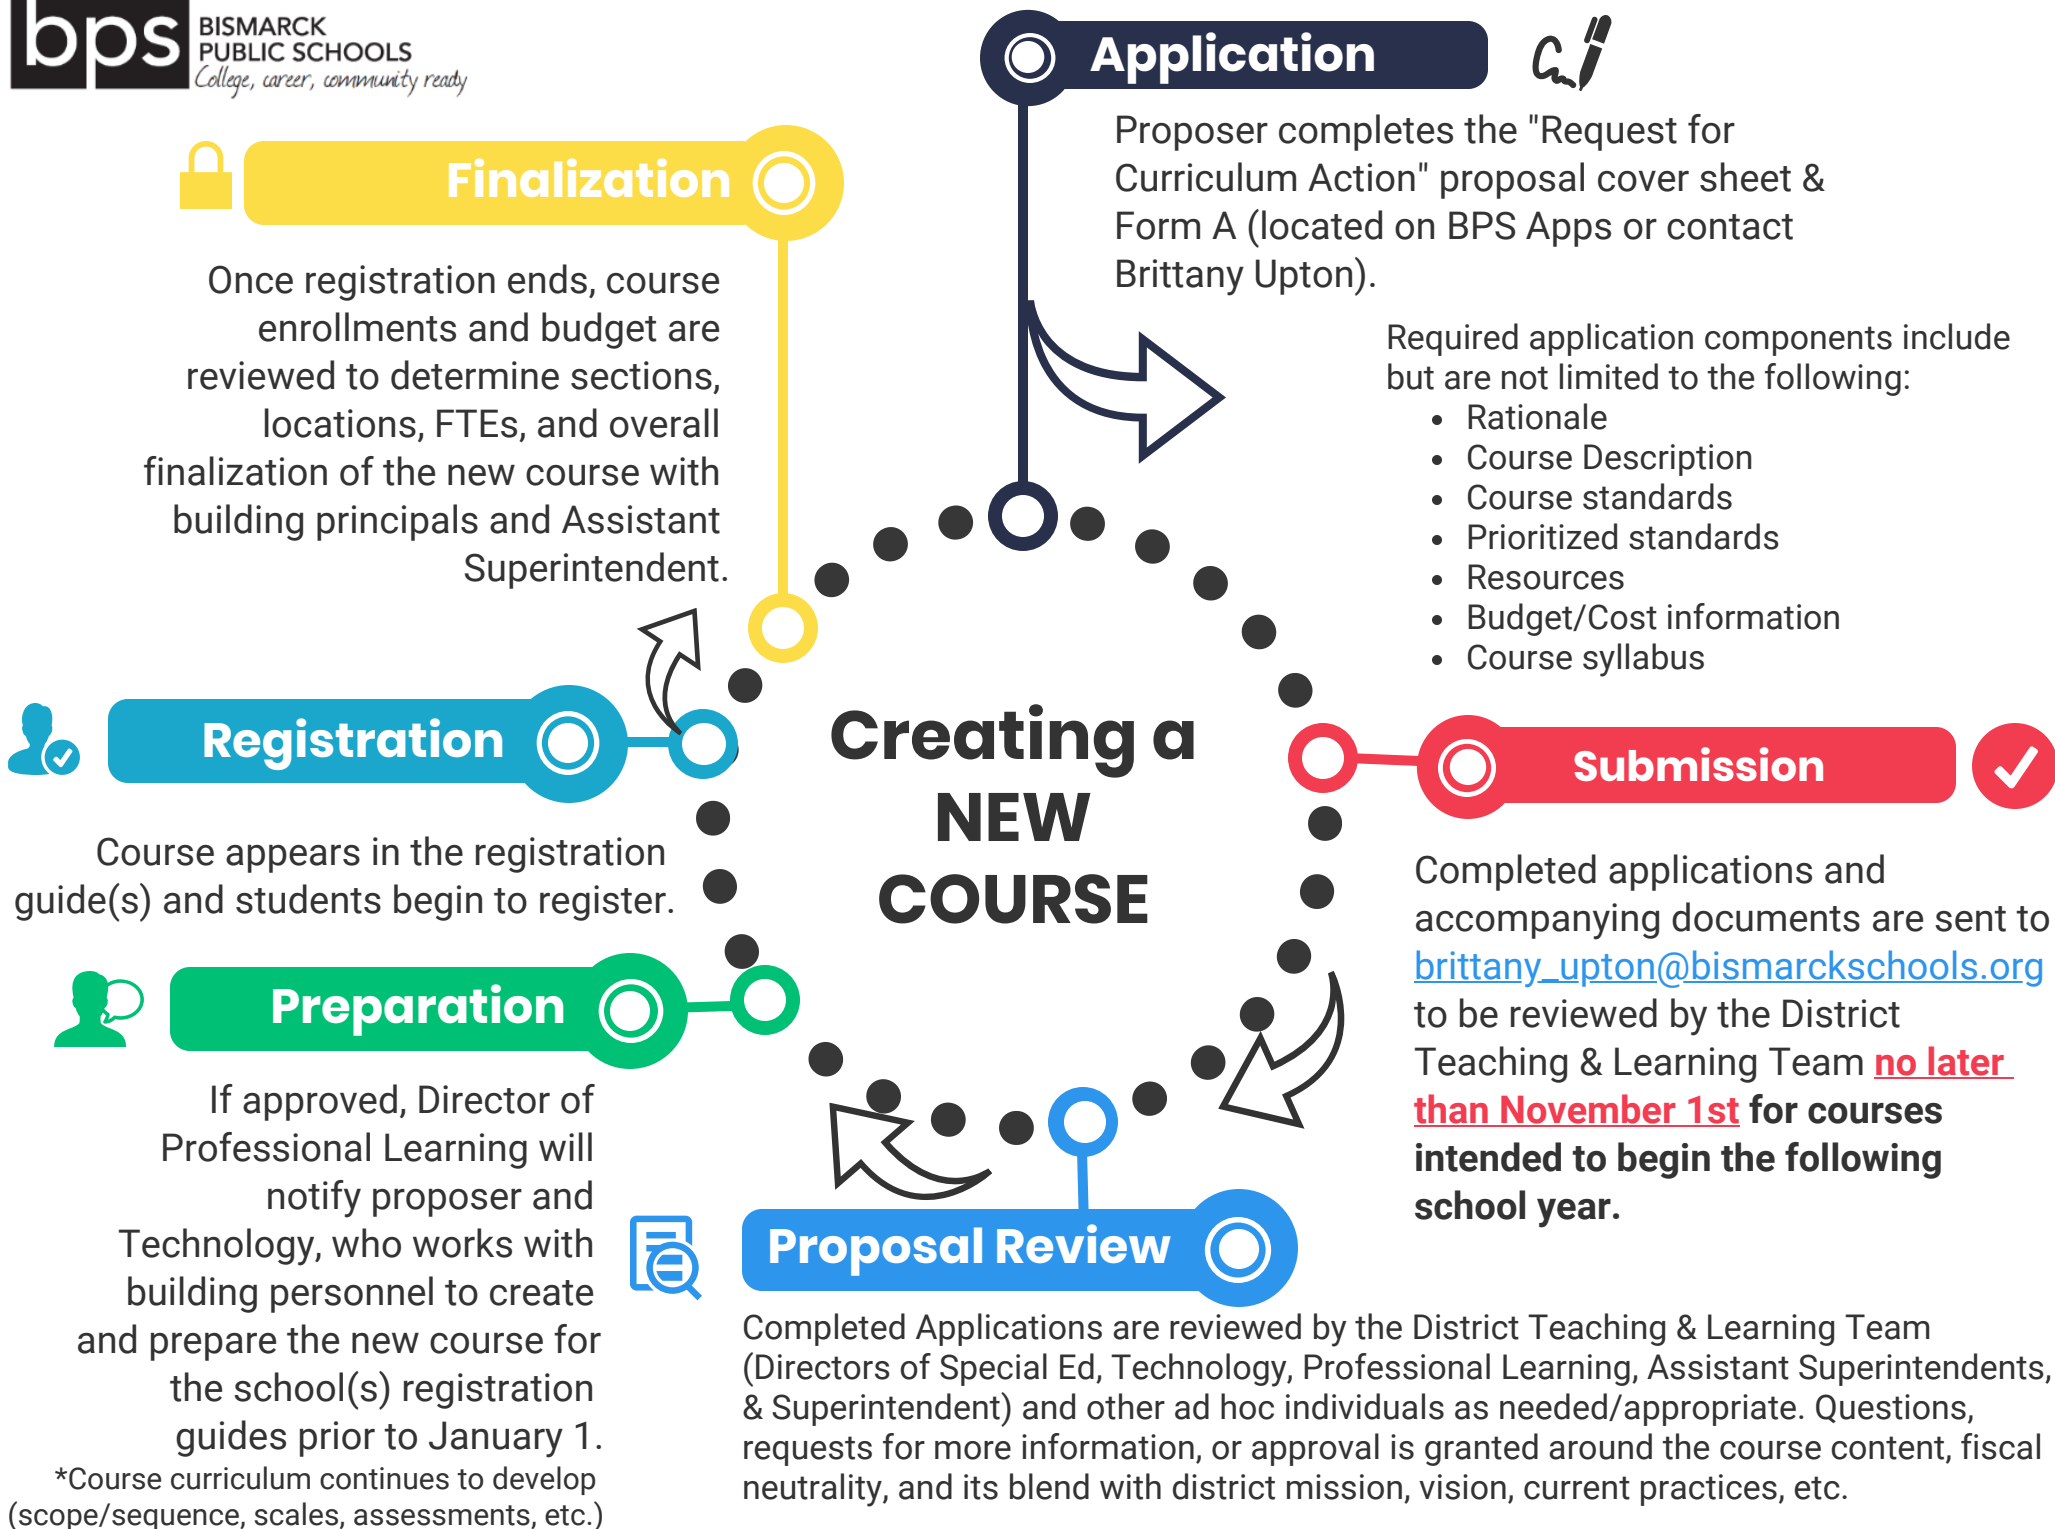 bps
BISMARCK
PUBLIC SCHOOLS
College, career, community ready
Application
Proposer completes the "Request for
Curriculum Action" proposal cover sheet &
Form A (located on BPS Apps or contact
Brittany Upton).
Required application components include
but are not limited to the following:
• Rationale
• Course Description
• Course standards
• Prioritized standards
• Resources
• Budget/Cost information
• Course syllabus
Submission
Completed applications and
accompanying documents are sent to
brittany_upton@bismarckschools.org
to be reviewed by the District
Teaching & Learning Team no later
than November 1st for courses
intended to begin the following
school year.
Proposal Review
Completed Applications are reviewed by the District Teaching & Learning Team
(Directors of Special Ed, Technology, Professional Learning, Assistant Superintendents,
& Superintendent) and other ad hoc individuals as needed/appropriate. Questions,
requests for more information, or approval is granted around the course content, fiscal
neutrality, and its blend with district mission, vision, current practices, etc.
Preparation
If approved, Director of
Professional Learning will
notify proposer and
Technology, who works with
building personnel to create
and prepare the new course for
the school(s) registration
guides prior to January 1.
*Course curriculum continues to develop
(scope/sequence, scales, assessments, etc.)
Registration
Course appears in the registration
guide(s) and students begin to register.
Finalization
Once registration ends, course
enrollments and budget are
reviewed to determine sections,
locations, FTEs, and overall
finalization of the new course with
building principals and Assistant
Superintendent.
Creating a
NEW
COURSE